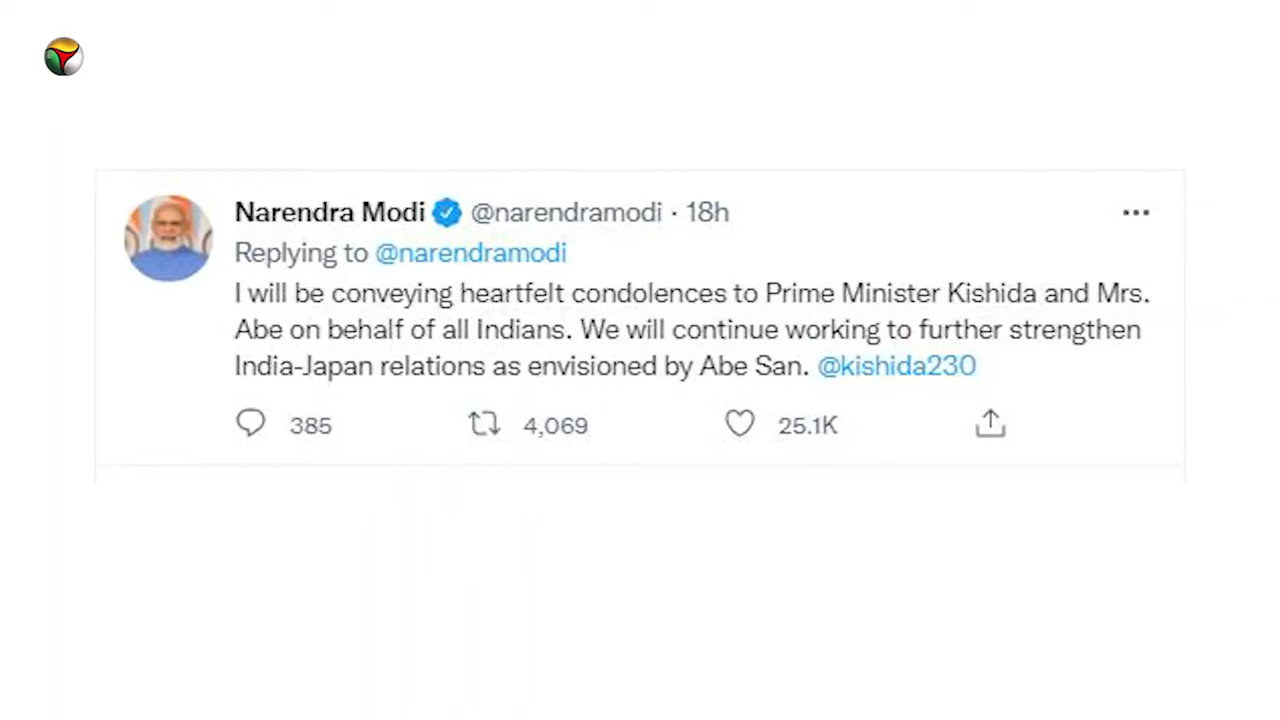 Narendra Modi @narendramodi · 18h
Replying to @narendramodi
I will be conveying heartfelt condolences to Prime Minister Kishida and Mrs.
Abe on behalf of all Indians. We will continue working to further strengthen
India-Japan relations as envisioned by Abe San. @kishida230
385 4,069 25.1K